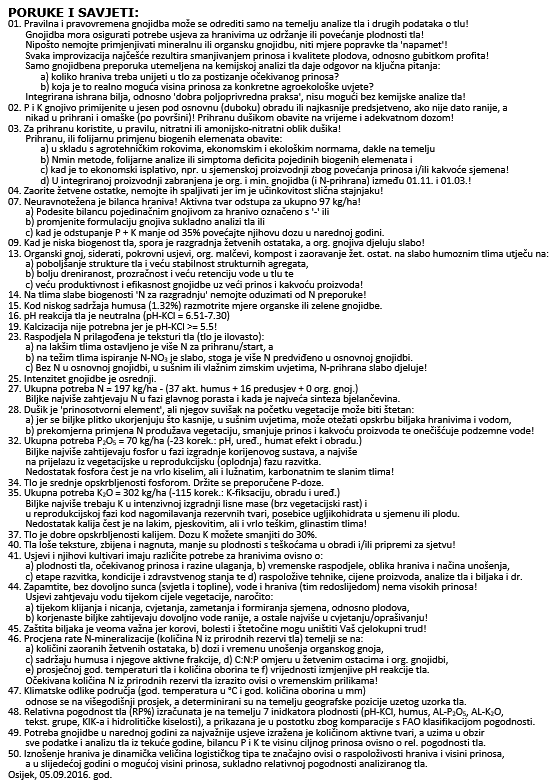 PORUKE I SAVJETI:
01. Pravilna i pravovremena gnojidba može se odrediti samo na temelju analize tla i drugih podataka o tlu!
Gnojidba mora osigurati potrebe usjeva za hranivima uz održanje ili povećanje plodnosti tla!
Nipošto nemojte primjenjivati mineralnu ili organsku gnojidbu, niti mjere popravke tla 'napamet'!
Svaka improvizacija najčešće rezultira smanjivanjem prinosa i kvalitete plodova, odnosno gubitkom profita!
Samo gnojidbena preporuka utemeljena na kemijskoj analizi tla daje odgovor na ključna pitanja:
a) koliko hraniva treba unijeti u tlo za postizanje očekivanog prinosa?
b) koja je to realno moguća visina prinosa za konkretne agroekološke uvjete?
Integrirana ishrana bilja, odnosno 'dobra poljoprivredna praksa', nisu mogući bez kemijske analize tla!
02. P i K gnojivo primijenite u jesen pod osnovnu (duboku) obradu ili najkasnije predsjetveno, ako nije dato ranije, a
nikad u prihrani i omaške (po površini)! Prihranu dušikom obavite na vrijeme i adekvatnom dozom!
03. Za prihranu koristite, u pravilu, nitratni ili amonijsko-nitratni oblik dušika!
Prihranu, ili folijarnu primjenu biogenih elemenata obavite:
a) u skladu s agrotehničkim rokovima, ekonomskim i ekološkim normama, dakle na temelju
b) Nmin metode, folijarne analize ili simptoma deficita pojedinih biogenih elemenata i
c) kad je to ekonomski isplativo, npr. u sjemenskoj proizvodnji zbog povećanja prinosa i/ili kakvoće sjemena!
d) U integriranoj proizvodnji zabranjena je org. i min. gnojidba (i N-prihrana) između 01.11. i 01.03.!
04. Zaorite žetvene ostatke, nemojte ih spaljivati jer im je učinkovitost slična stajnjaku!
07. Neuravnotežena je bilanca hraniva! Aktivna tvar odstupa za ukupno 97 kg/ha!
a) Podesite bilancu pojedinačnim gnojivom za hranivo označeno s '-' ili
b) promjenite formulaciju gnojiva sukladno analizi tla ili
c) kad je odstupanje P + K manje od 35% povećajte njihovu dozu u narednoj godini.
09. Kad je niska biogenost tla, spora je razgradnja žetvenih ostataka, a org. gnojiva djeluju slabo!
13. Organski gnoj, siderati, pokrovni usjevi, org. malčevi, kompost i zaoravanje žet. ostat. na slabo humoznim tlima utječu na:
a) poboljšanje strukture tla i veću stabilnost strukturnih agregata,
b) bolju dreniranost, prozračnost i veću retenciju vode u tlu te
c) veću produktivnost i efikasnost gnojidbe uz veći prinos i kakvoću proizvoda!
14. Na tlima slabe biogenosti 'N za razgradnju' nemojte oduzimati od N preporuke!
15. Kod niskog sadržaja humusa (1.32%) razmotrite mjere organske ili zelene gnojidbe.
16. pH reakcija tla je neutralna (pH-KCl = 6.51-7.30)
19. Kalcizacija nije potrebna jer je pH-KCl >= 5.5!
23. Raspodjela N prilagođena je teksturi tla (tlo je ilovasto):
a) na lakšim tlima ostavljeno je više N za prihranu/start, a
b) na težim tlima ispiranje N-NO₃ je slabo, stoga je više N predviđeno u osnovnoj gnojidbi.
c) Bez N u osnovnoj gnojidbi, u sušnim ili vlažnim zimskim uvjetima, N-prihrana slabo djeluje!
25. Intenzitet gnojidbe je osrednji.
27. Ukupna potreba N = 197 kg/ha - (37 akt. humus + 16 predusjev + 0 org. gnoj.)
Biljke najviše zahtjevaju N u fazi glavnog porasta i kada je najveća sinteza bjelančevina.
28. Dušik je 'prinosotvorni element', ali njegov suvišak na početku vegetacije može biti štetan:
a) jer se biljke plitko ukorjenjuju što kasnije, u sušnim uvjetima, može otežati opskrbu biljaka hranivima i vodom,
b) prekomjerna primjena N produžava vegetaciju, smanjuje prinos i kakvoću proizvoda te onečišćuje podzemne vode!
32. Ukupna potreba P₂O₅ = 70 kg/ha (-23 korek.: pH, uređ., humat efekt i obradu.)
Biljke najviše zahtjevaju fosfor u fazi izgradnje korijenovog sustava, a najviše
na prijelazu iz vegetacijske u reprodukcijsku (oplodnja) fazu razvitka.
Nedostatak fosfora čest je na vrlo kiselim, ali i lužnatim, karbonatnim te slanim tlima!
34. Tlo je srednje opskrbljenosti fosforom. Držite se preporučene P-doze.
35. Ukupna potreba K₂O = 302 kg/ha (-115 korek.: K-fiksaciju, obradu i uređ.)
Biljke najviše trebaju K u intenzivnoj izgradnji lisne mase (brz vegetacijski rast) i
u reprodukcijskoj fazi kod nagomilavanja rezervnih tvari, posebice ugljikohidrata u sjemenu ili plodu.
Nedostatak kalija čest je na lakim, pjeskovitim, ali i vrlo teškim, glinastim tlima!
37. Tlo je dobro opskrbljenosti kalijem. Dozu K možete smanjiti do 30%.
40. Tla loše teksture, zbijena i nagnuta, manje su plodnosti s teškoćama u obradi i/ili pripremi za sjetvu!
41. Usjevi i njihovi kultivari imaju različite potrebe za hranivima ovisno o:
a) plodnosti tla, očekivanog prinosa i razine ulaganja, b) vremenske raspodjele, oblika hraniva i načina unošenja,
c) etape razvitka, kondicije i zdravstvenog stanja te d) raspoložive tehnike, cijene proizvoda, analize tla i biljaka i dr.
44. Zapamtite, bez dovoljno sunca (svjetla i topline), vode i hraniva (tim redoslijedom) nema visokih prinosa!
Usjevi zahtjevaju vodu tijekom cijele vegetacije, naročito:
a) tijekom klijanja i nicanja, cvjetanja, zametanja i formiranja sjemena, odnosno plodova,
b) korjenaste biljke zahtjevaju dovoljno vode ranije, a ostale najviše u cvjetanju/oprašivanju!
45. Zaštita biljaka je veoma važna jer korovi, bolesti i štetočine mogu uništiti Vaš cjelokupni trud!
46. Procjena rate N-mineralizacije (količina N iz prirodnih rezervi tla) temelji se na:
a) količini zaoranih žetvenih ostataka, b) dozi i vremenu unošenja organskog gnoja,
c) sadržaju humusa i njegove aktivne frakcije, d) C:N:P omjeru u žetvenim ostacima i org. gnojidbi,
e) prosječnoj god. temperaturi tla i količini oborina te f) vrijednosti izmjenjive pH reakcije tla.
Očekivana količina N iz prirodnih rezervi tla izrazito ovisi o vremenskim prilikama!
47. Klimatske odlike područja (god. temperatura u °C i god. količina oborina u mm)
odnose se na višegodišnji prosjek, a determinirani su na temelju geografske pozicije uzetog uzorka tla.
48. Relativna pogodnost tla (RP%) izračunata je na temelju 7 indikatora plodnosti (pH-KCl, humus, AL-P₂O₅, AL-K₂O,
tekst. grupe, KIK-a i hidrolitičke kiselosti), a prikazana je u postotku zbog komparacije s FAO klasifikacijom pogodnosti.
49. Potreba gnojidbe u narednoj godini za najvažnije usjeve izražena je količinom aktivne tvari, a uzima u obzir
sve podatke i analizu tla iz tekuće godine, bilancu P i K te visinu ciljnog prinosa ovisno o rel. pogodnosti tla.
50. Iznošenje hraniva je dinamička veličina logističkog tipa te značajno ovisi o raspoloživosti hraniva i visini prinosa,
a u slijedećoj godini o mogućoj visini prinosa, sukladno relativnoj pogodnosti analiziranog tla.
Osijek, 05.09.2016. god.